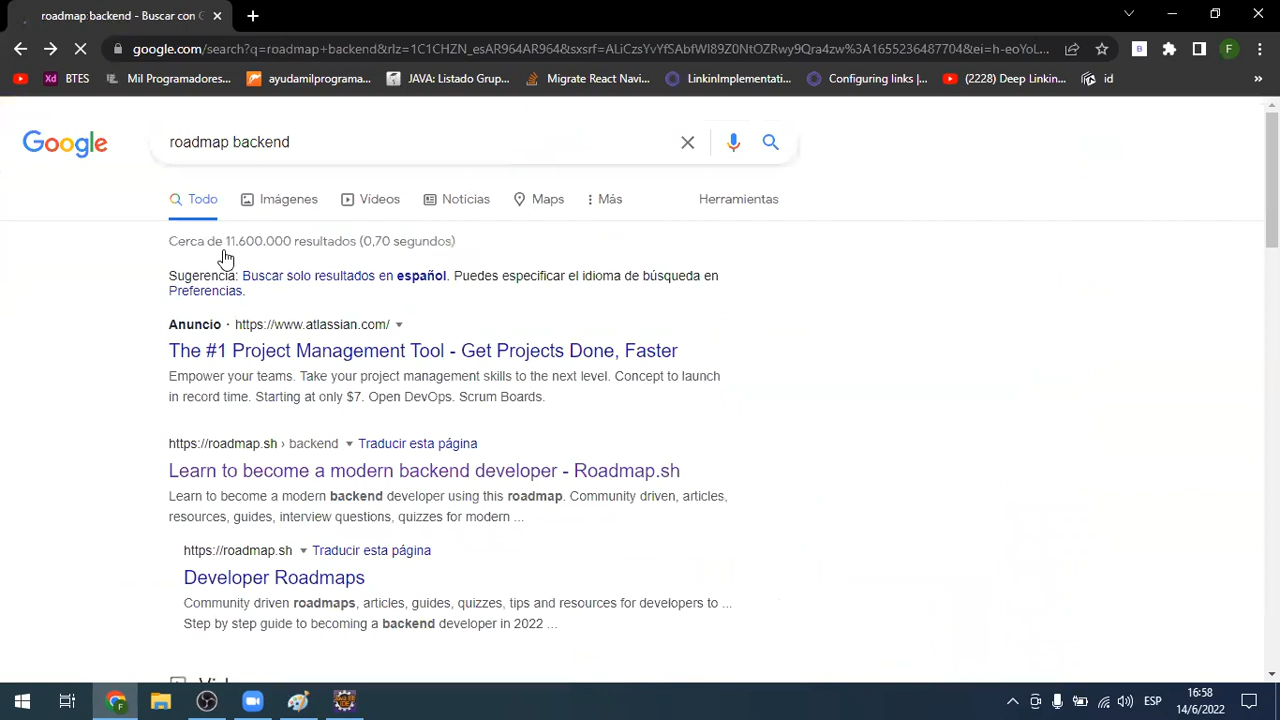 roadmap backend - Buscar con G
google.com/search?q=roadmap+backend&rlz=1C1CHZN_esAR964AR964&sxsrf=ALiCzsYvYfSAbfWI89Z0NtOZRwy9Qra4zw%3A1655236487704&ei=h-eoYoL...
B
F
BTES
Mil Programadores...
ayudamilprograma...
JAVA: Listado Grup...
Migrate React Navi...
Linkinimplementati...
Configuring links |...
(2228) Deep Linkin...
id
»
Google
roadmap backend
Todo
Imágenes
Vídeos
Noticias
Maps
Más
Herramientas
Cerca de 11.600.000 resultados (0,70 segundos)
Sugerencia: Buscar solo resultados en español. Puedes especificar el idioma de búsqueda en
Preferencias.
Anuncio · https://www.atlassian.com/
The #1 Project Management Tool - Get Projects Done, Faster
Empower your teams. Take your project management skills to the next level. Concept to launch
in record time. Starting at only $7. Open DevOps. Scrum Boards.
https://roadmap.sh › backend Traducir esta página
Learn to become a modern backend developer - Roadmap.sh
Learn to become a modern backend developer using this roadmap. Community driven, articles,
resources, guides, interview questions, quizzes for modern ...
https://roadmap.sh Traducir esta página
Developer Roadmaps
Community driven roadmaps, articles, guides, quizzes, tips and resources for developers to ...
Step by step guide to becoming a backend developer in 2022 ...
ESP
16:58
14/6/2022